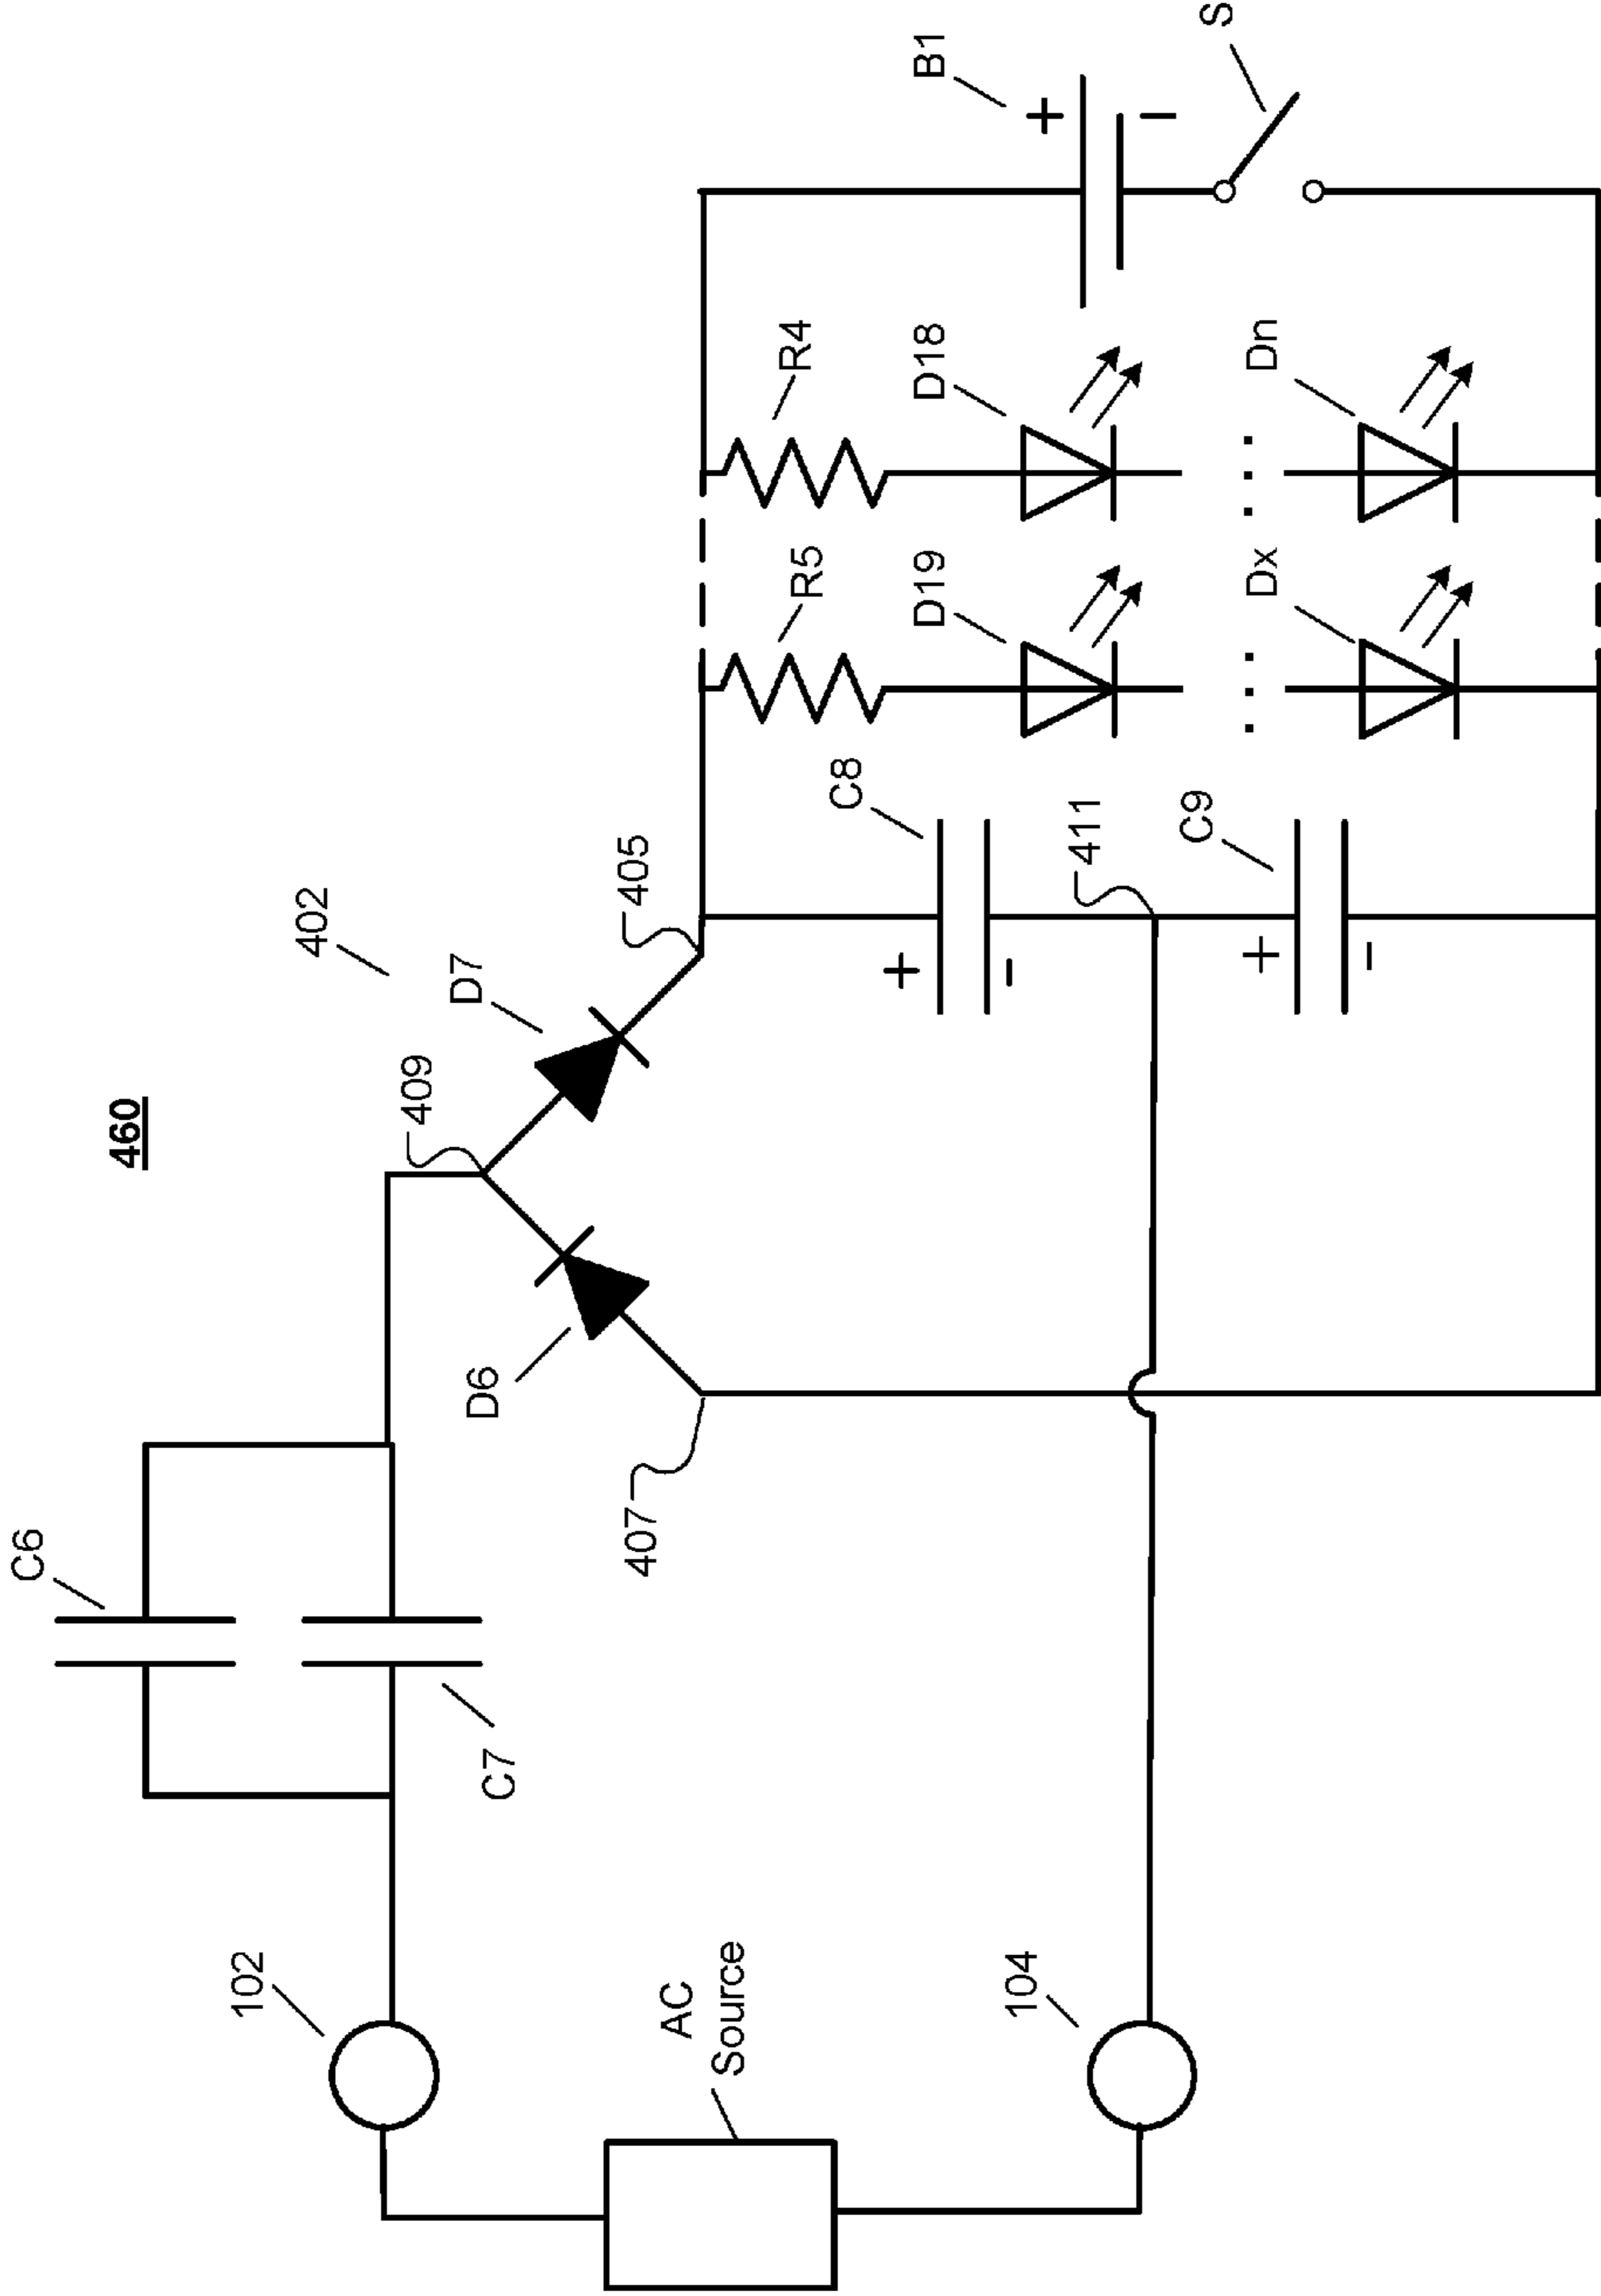 460
C6
C7
102
AC
Source
104
402
409
D6
D7
407
405
C8
+
-
411
C9
+
-
R5
R4
D19
D18
Dx
Dn
B1
+
-
S